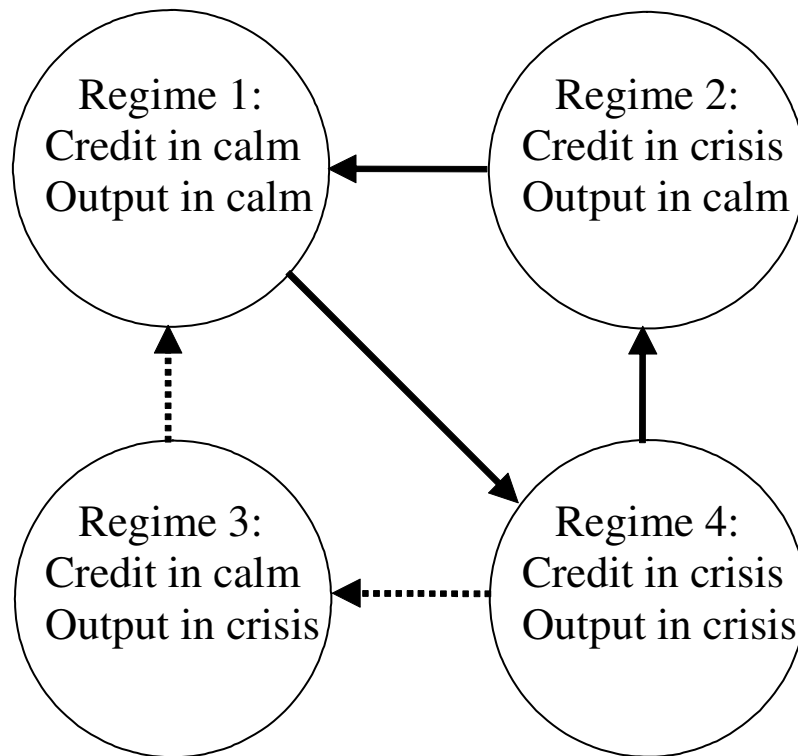 Regime 1:
Credit in calm
Output in calm
Regime 2:
Credit in crisis
Output in calm
Regime 3:
Credit in calm
Output in crisis
Regime 4:
Credit in crisis
Output in crisis